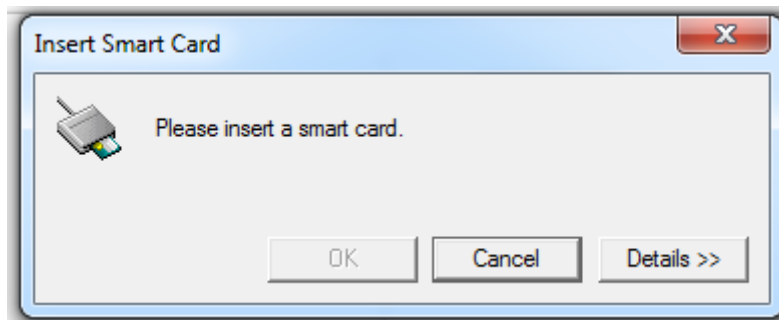 Insert Smart Card
Please insert a smart card.
OK
Cancel
Details >>